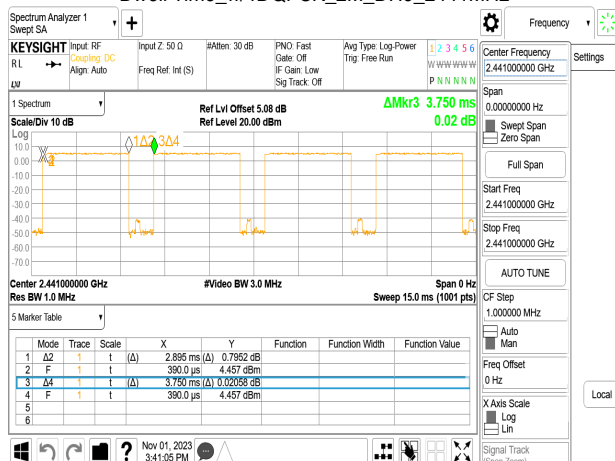 Spectrum Analyzer 1
Swept SA
Frequency
KEYSIGHT
RL
Input: RF
Coupling: DC
Align: Auto
Input Z: 50 Ω
Freq Ref: Int (S)
#Atten: 30 dB
PNO: Fast
Gate: Off
IF Gain: Low
Sig Track: Off
Avg Type: Log-Power
Trig: Free Run
1 2 3 4 5 6
W W W W W W
P N N N N N
Settings
1 Spectrum
Scale/Div 10 dB
Ref Lvl Offset 5.08 dB
Ref Level 20.00 dBm
ΔMkr3 3.750 ms
0.02 dB
Log
10.0
0.00
-10.0
-20.0
-30.0
-40.0
-50.0
-60.0
-70.0
1Δ2 3Δ4
Center 2.441000000 GHz
Res BW 1.0 MHz
#Video BW 3.0 MHz
Span 0 Hz
Sweep 15.0 ms (1001 pts)
5 Marker Table
Mode Trace Scale X Y Function Function Width Function Value
1 Δ2 1 t (Δ) 2.895 ms (Δ) 0.7952 dB
2 F 1 t 390.0 µs 4.457 dBm
3 Δ4 1 t (Δ) 3.750 ms (Δ) 0.02058 dB
4 F 1 t 390.0 µs 4.457 dBm
5
6
Nov 01, 2023
3:41:05 PM
Center Frequency
2.441000000 GHz
Span
0.00000000 Hz
Swept Span
Zero Span
Full Span
Start Freq
2.441000000 GHz
Stop Freq
2.441000000 GHz
AUTO TUNE
CF Step
1.000000 MHz
Auto
Man
Freq Offset
0 Hz
X Axis Scale
Log
Lin
Signal Track
Local